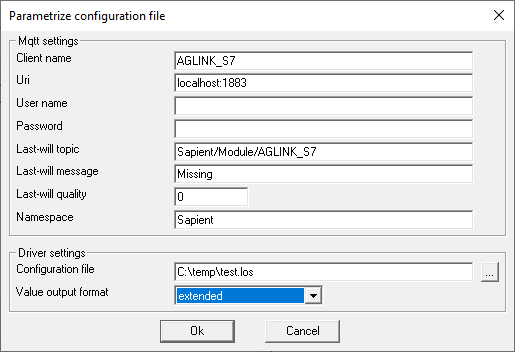 Parametrize configuration file
Mqtt settings
Client name AGLINK_S7
Uri localhost:1883
User name
Password
Last-will topic Sapient/Module/AGLINK_S7
Last-will message Missing
Last-will quality 0
Namespace Sapient
Driver settings
Configuration file C:\temp\test.los ...
Value output format extended
Ok Cancel